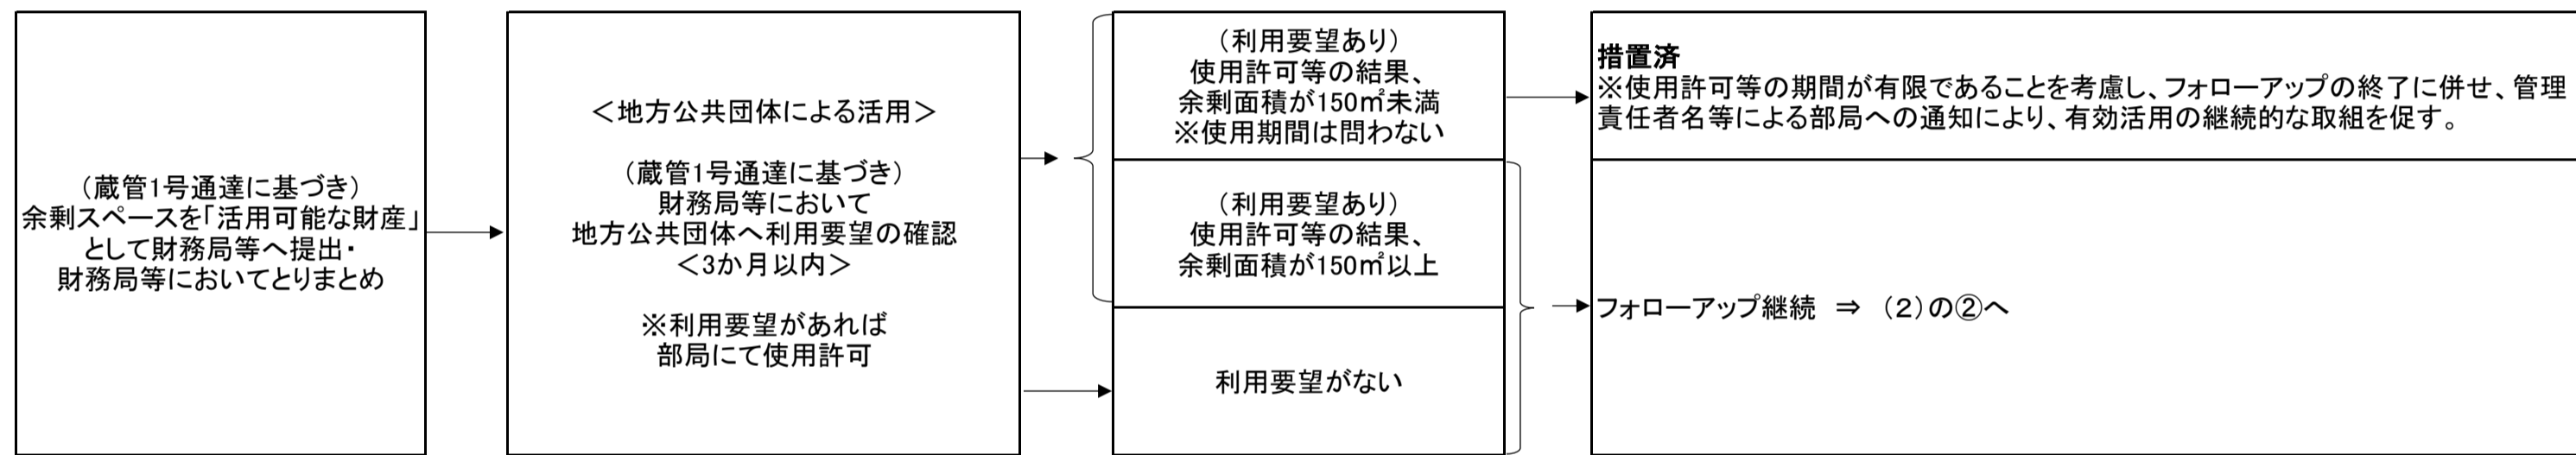 （蔵管1号通達に基づき）
余剰スペースを「活用可能な財産」
として財務局等へ提出・
財務局等においてとりまとめ
＜地方公共団体による活用＞
（蔵管1号通達に基づき）
財務局等において
地方公共団体へ利用要望の確認
＜3か月以内＞
※利用要望があれば
部局にて使用許可
（利用要望あり）
使用許可等の結果、
余剰面積が150㎡未満
※使用期間は問わない
（利用要望あり）
使用許可等の結果、
余剰面積が150㎡以上
利用要望がない
措置済
※使用許可等の期間が有限であることを考慮し、フォローアップの終了に併せ、管理
責任者名等による部局への通知により、有効活用の継続的な取組を促す。
フォローアップ継続　⇒　（2）の②へ